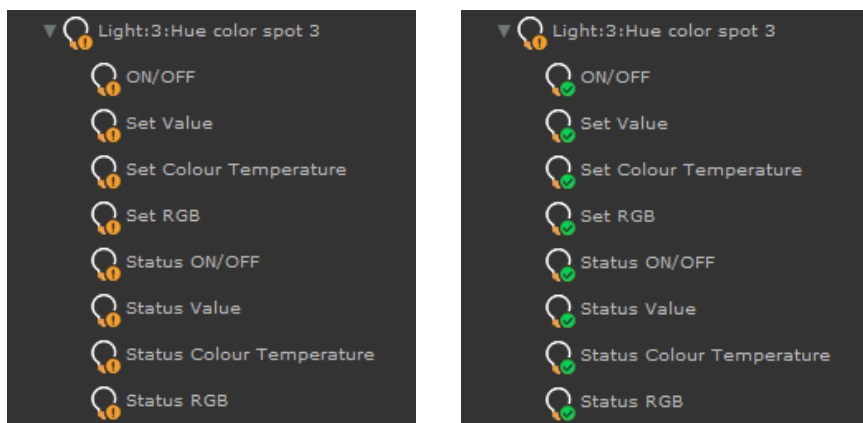 Light:3:Hue color spot 3
ON/OFF
Set Value
Set Colour Temperature
Set RGB
Status ON/OFF
Status Value
Status Colour Temperature
Status RGB
Light:3:Hue color spot 3
ON/OFF
Set Value
Set Colour Temperature
Set RGB
Status ON/OFF
Status Value
Status Colour Temperature
Status RGB